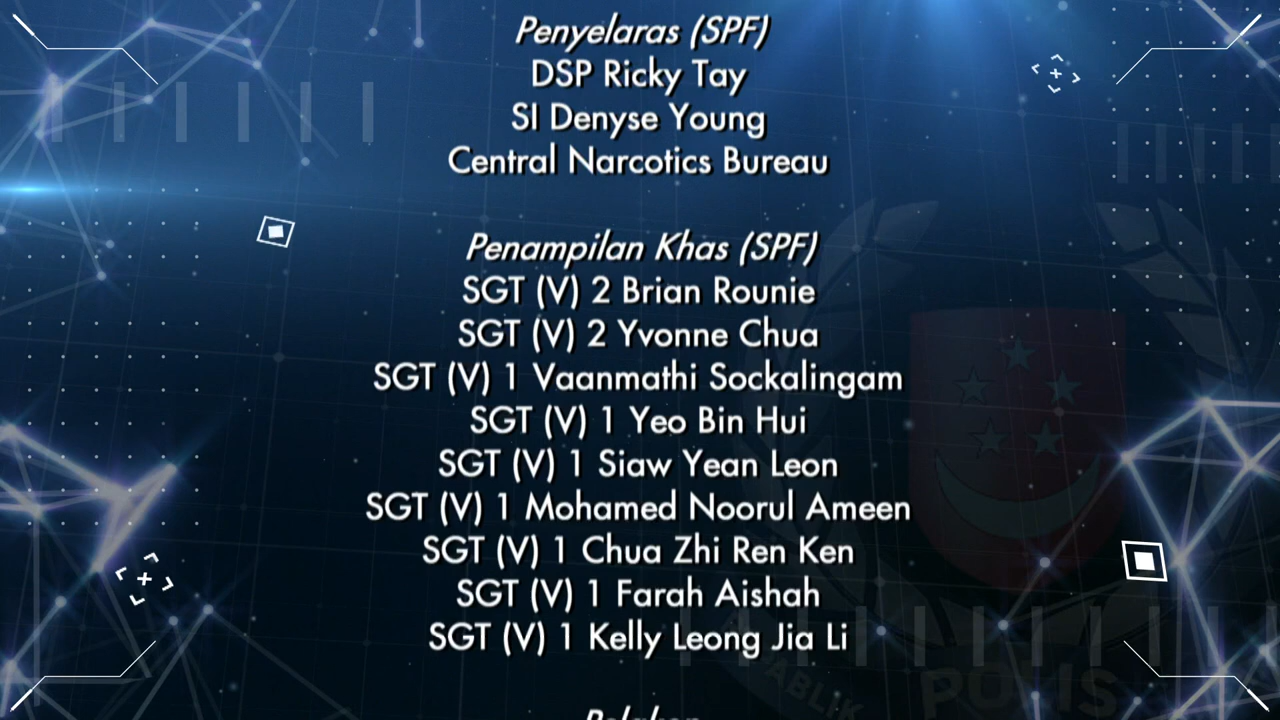 Penyelaras (SPF)
DSP Ricky Tay
SI Denyse Young
Central Narcotics Bureau
Penampilan Khas (SPF)
SGT (V) 2 Brian Rounie
SGT (V) 2 Yvonne Chua
SGT (V) 1 Vaanmathi Sockalingam
SGT (V) 1 Yeo Bin Hui
SGT (V) 1 Siaw Yean Leon
SGT (V) 1 Mohamed Noorul Ameen
SGT (V) 1 Chua Zhi Ren Ken
SGT (V) 1 Farah Aishah
SGT (V) 1 Kelly Leong Jia Li
POLIS